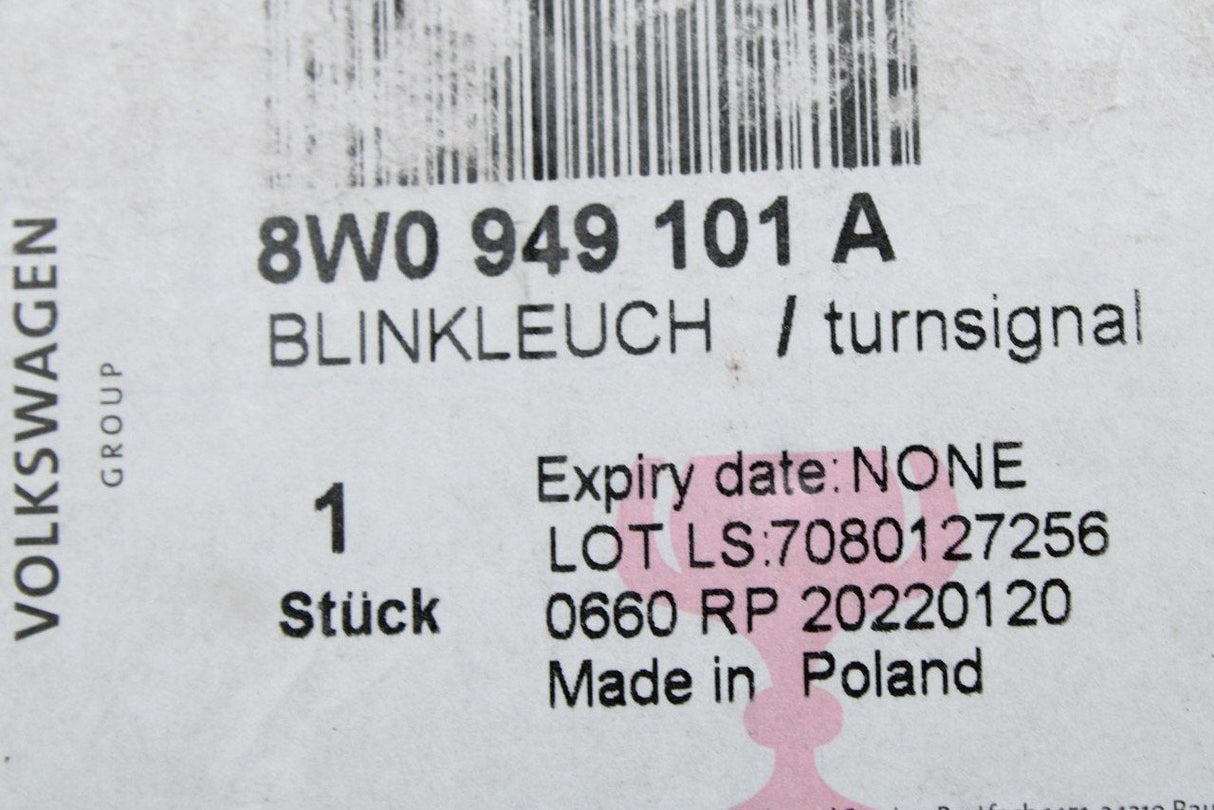 8W0 949 101 A
BLINKLEUCH / turnsignal
VOLKSWAGEN
GROUP
1
Stück
Expiry date:NONE
LOT LS:7080127256
0660 RP 20220120
Made in Poland